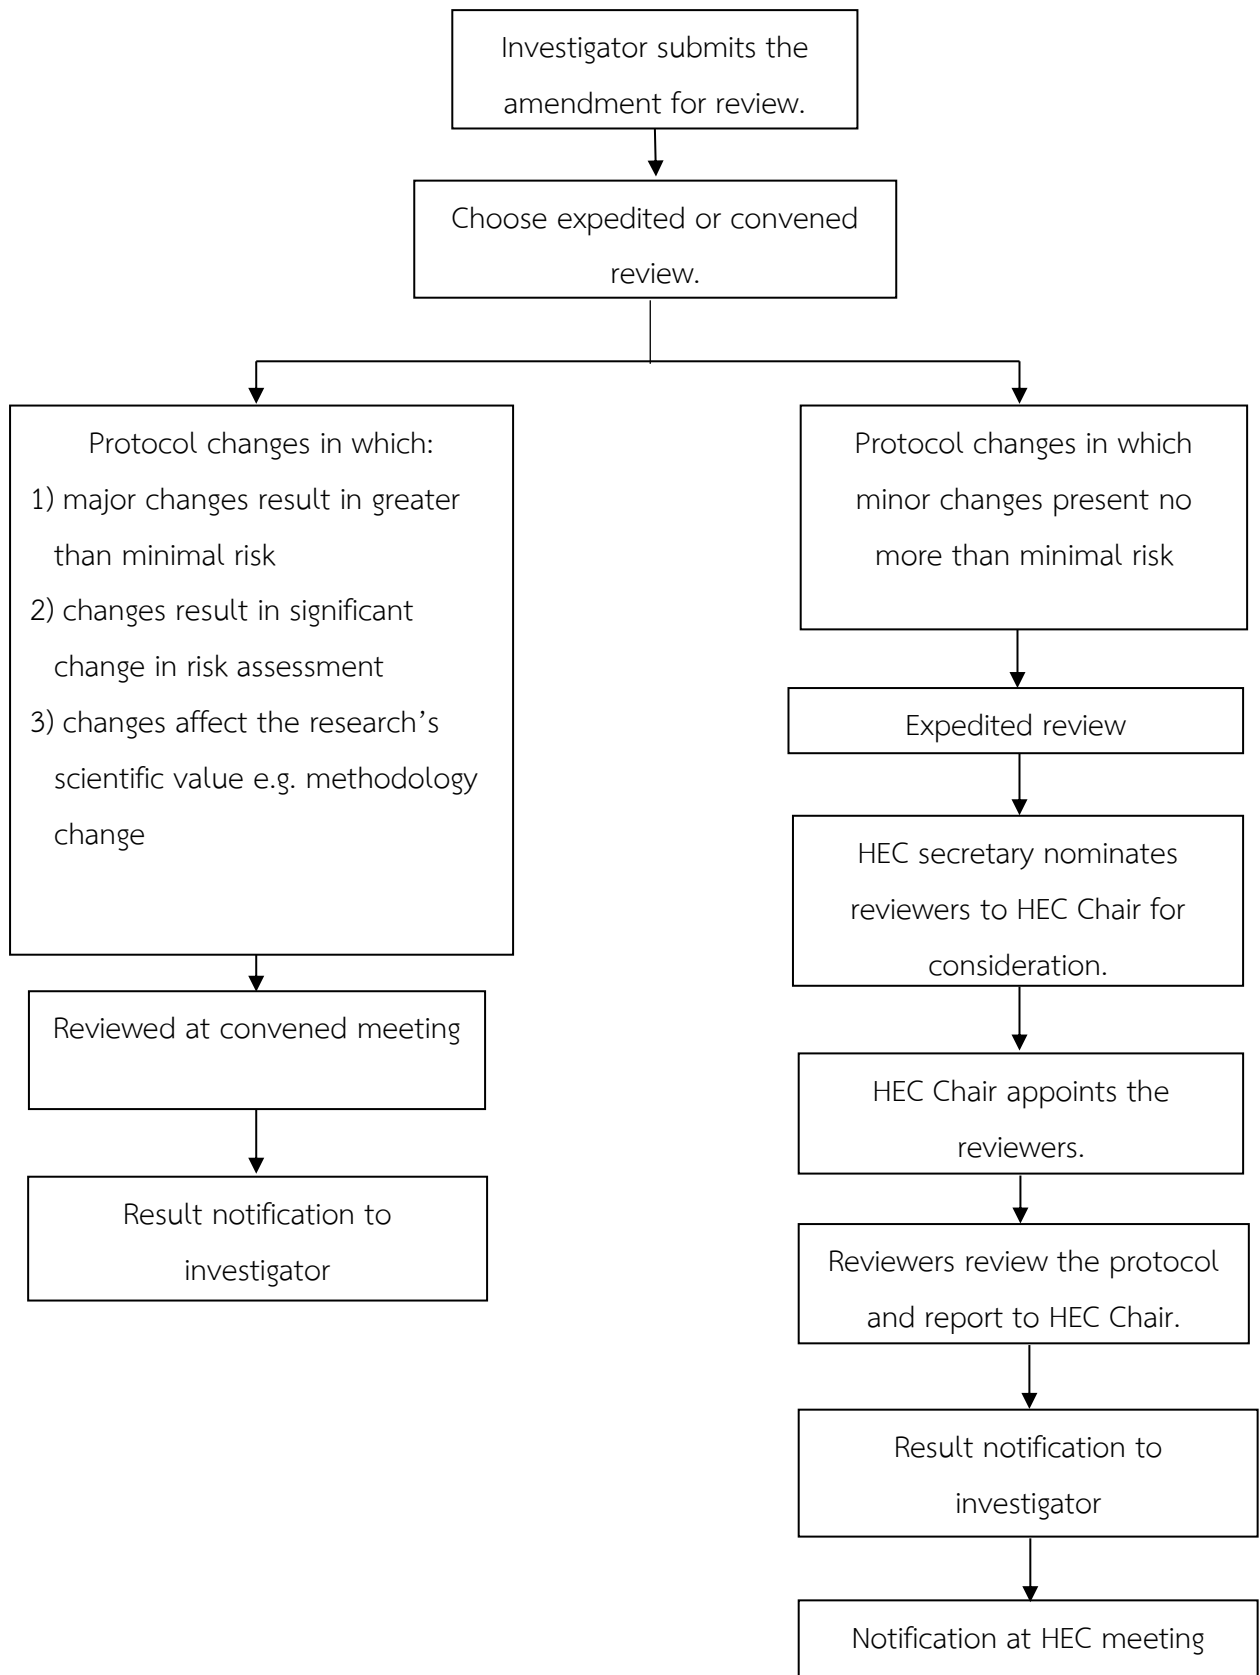 Investigator submits the
amendment for review.
Choose expedited or convened
review.
Protocol changes in which:
1) major changes result in greater
than minimal risk
2) changes result in significant
change in risk assessment
3) changes affect the research’s
scientific value e.g. methodology
change
Reviewed at convened meeting
Result notification to
investigator
Protocol changes in which
minor changes present no
more than minimal risk
Expedited review
HEC secretary nominates
reviewers to HEC Chair for
consideration.
HEC Chair appoints the
reviewers.
Reviewers review the protocol
and report to HEC Chair.
Result notification to
investigator
Notification at HEC meeting